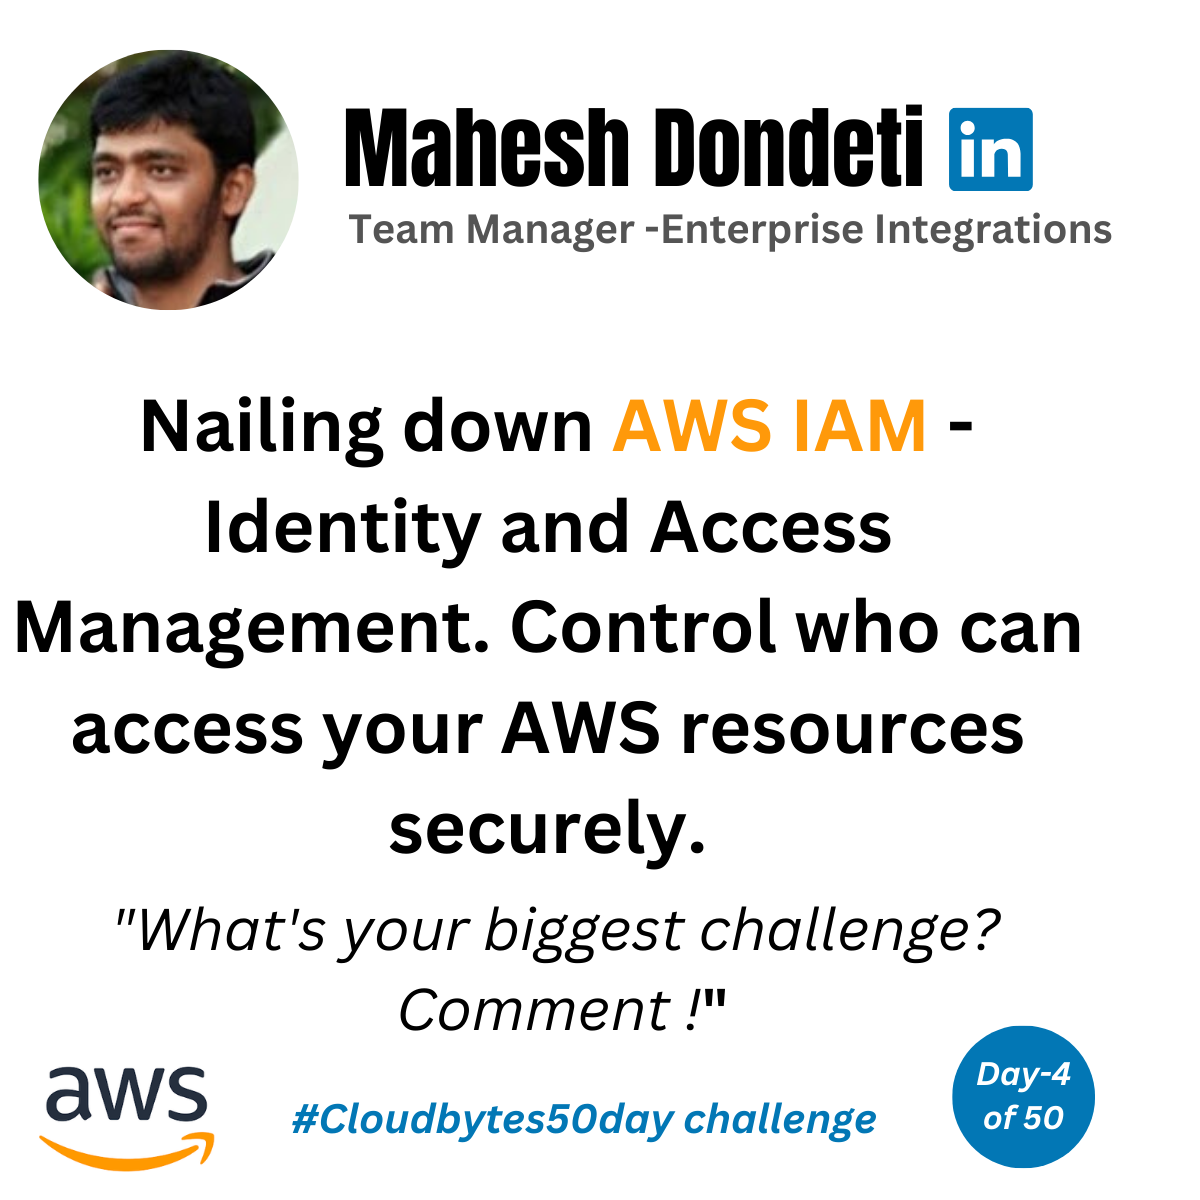 Mahesh Dondeti in
Team Manager -Enterprise Integrations
Nailing down AWS IAM -
Identity and Access
Management. Control who can
access your AWS resources
securely.
"What's your biggest challenge?
Comment !"
aws
#Cloudbytes50day challenge
Day-4
of 50